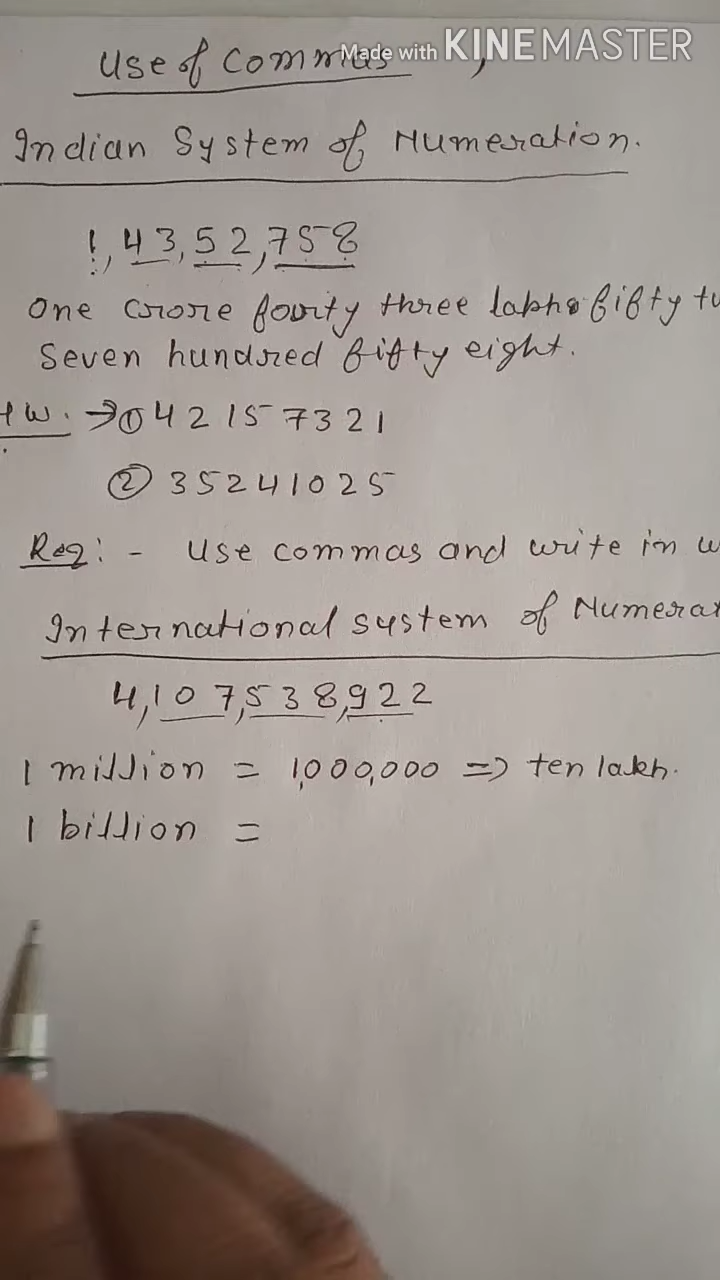 Made with KINEMASTER
Use of Commas ,
Indian System of Numeration.
1,43,52,758
One crore fourty three lakhs fifty
Seven hundred fifty eight.
HW. → ① 42157321
② 35241025
Req: - Use commas and write in
International system of
4,107,538,922
1 million = 1,000,000 => ten lakh.
1 billion =